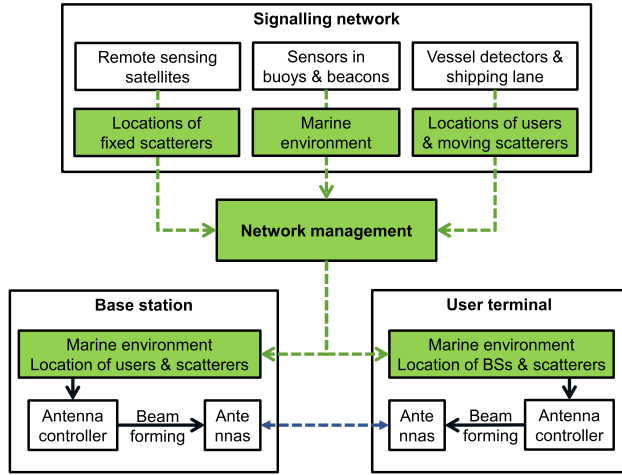 Signalling network
Remote sensing
satellites
Sensors in
buoys & beacons
Vessel detectors &
shipping lane
Locations of
fixed scatterers
Marine
environment
Locations of users
& moving scatterers
Network management
Base station
Marine environment
Location of users & scatterers
Antenna
controller
Beam
forming
Ante
nnas
User terminal
Marine environment
Location of BSs & scatterers
Ante
nnas
Beam
forming
Antenna
controller